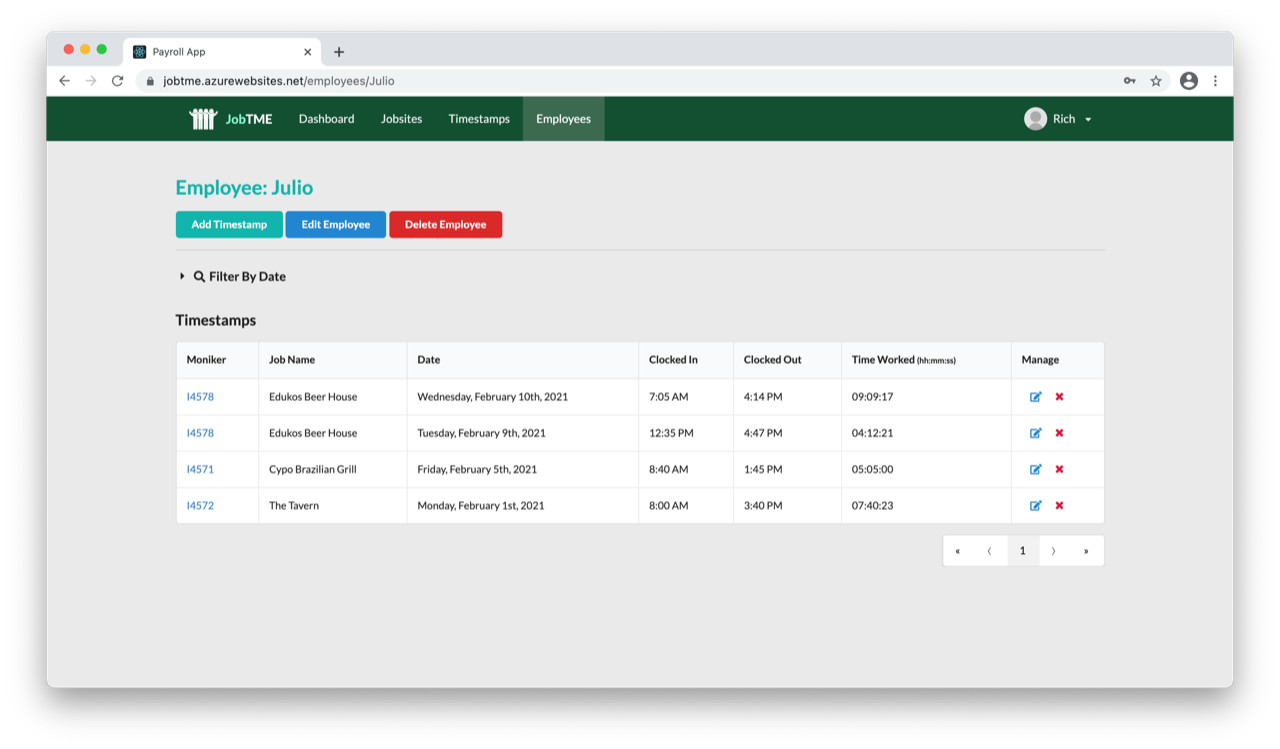 Payroll App
jobtme.azurewebsites.net/employees/Julio
JobTME Dashboard Jobsites Timestamps Employees Rich
Employee: Julio
Add Timestamp Edit Employee Delete Employee
Filter By Date
Timestamps
Moniker Job Name Date Clocked In Clocked Out Time Worked (hh:mm:ss) Manage
I4578 Edukos Beer House Wednesday, February 10th, 2021 7:05 AM 4:14 PM 09:09:17
I4578 Edukos Beer House Tuesday, February 9th, 2021 12:35 PM 4:47 PM 04:12:21
I4571 Cypo Brazilian Grill Friday, February 5th, 2021 8:40 AM 1:45 PM 05:05:00
I4572 The Tavern Monday, February 1st, 2021 8:00 AM 3:40 PM 07:40:23
« ⟨ 1 ⟩ »